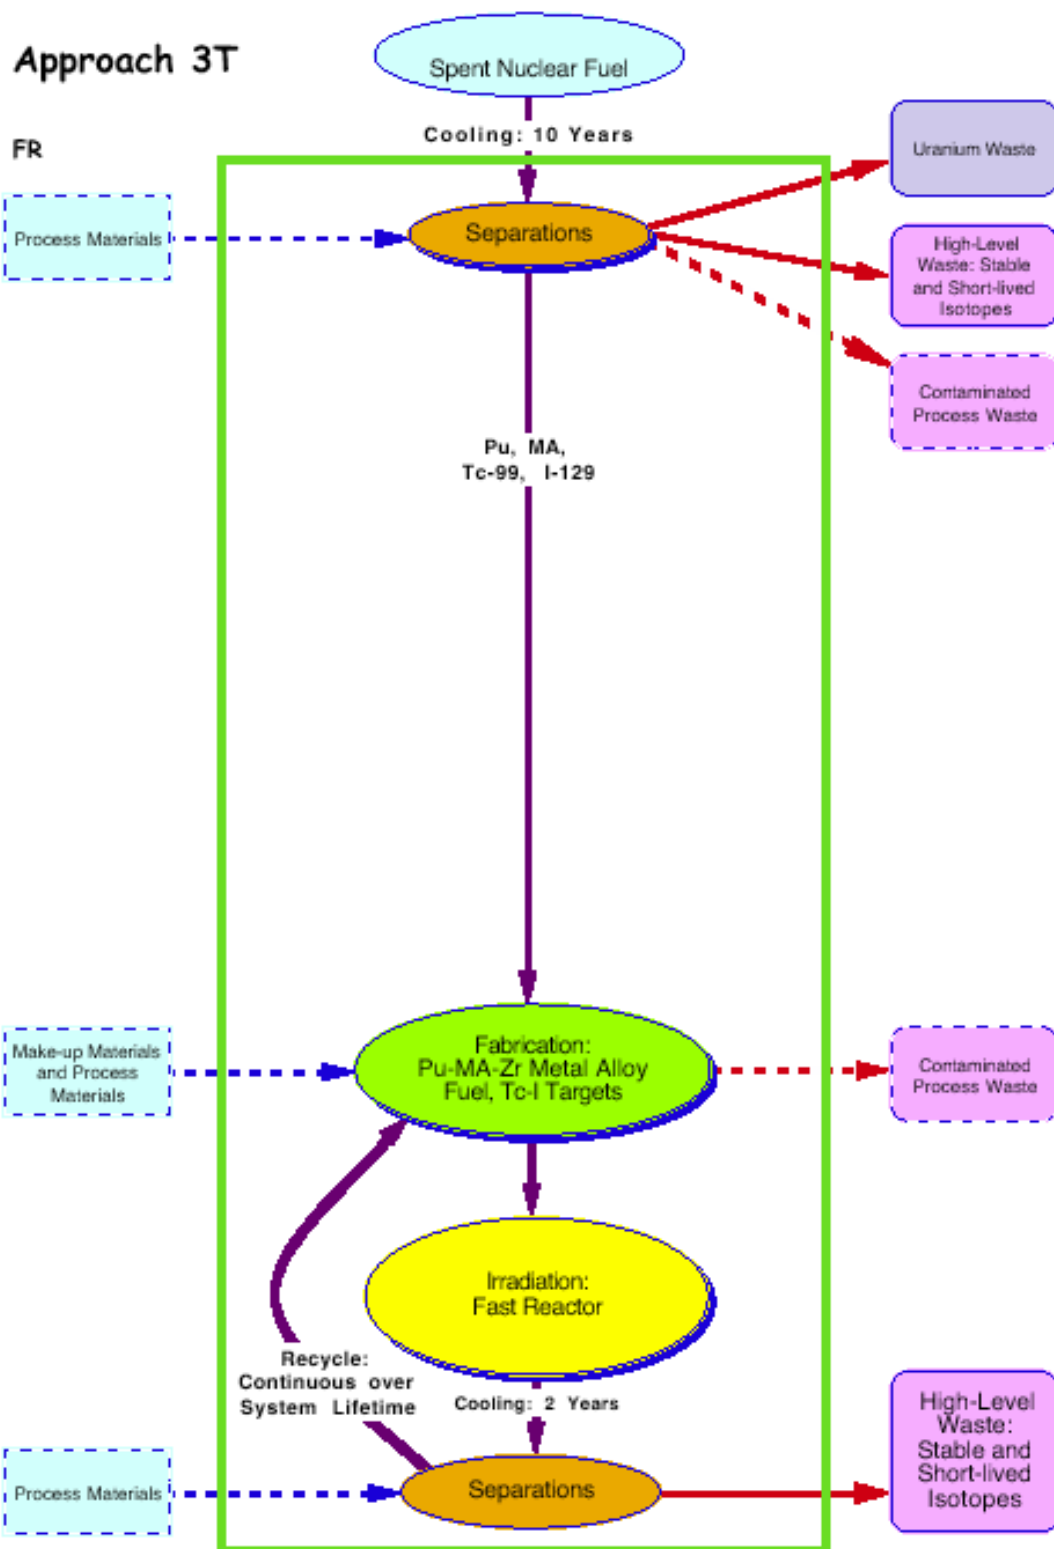 Approach 3T
Spent Nuclear Fuel
Cooling: 10 Years
FR
Uranium Waste
Process Materials
Separations
High-Level
Waste: Stable
and Short-lived
Isotopes
Contaminated
Process Waste
Pu, MA,
Tc-99, I-129
Make-up Materials
and Process
Materials
Fabrication:
Pu-MA-Zr Metal Alloy
Fuel, Tc-I Targets
Contaminated
Process Waste
Irradiation:
Fast Reactor
Recycle:
Continuous over
System Lifetime
Cooling: 2 Years
High-Level
Waste:
Stable and
Short-lived
Isotopes
Process Materials
Separations